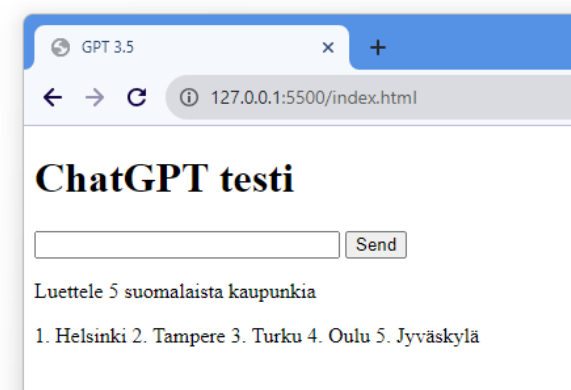 GPT 3.5
127.0.0.1:5500/index.html
ChatGPT testi
Send
Luettele 5 suomalaista kaupunkia
1. Helsinki 2. Tampere 3. Turku 4. Oulu 5. Jyväskylä